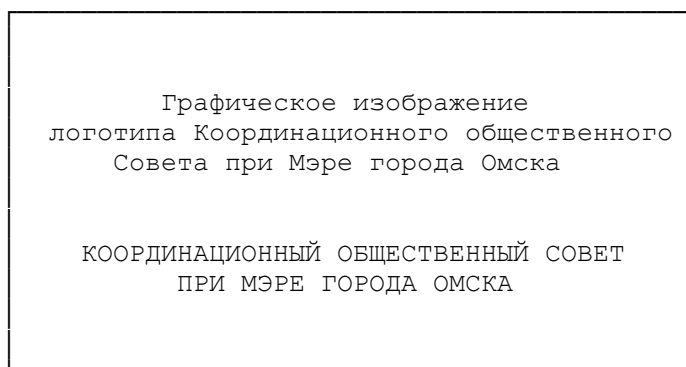 Графическое изображение
логотипа Координационного общественного
Совета при Мэре города Омска
КООРДИНАЦИОННЫЙ ОБЩЕСТВЕННЫЙ СОВЕТ
ПРИ МЭРЕ ГОРОДА ОМСКА